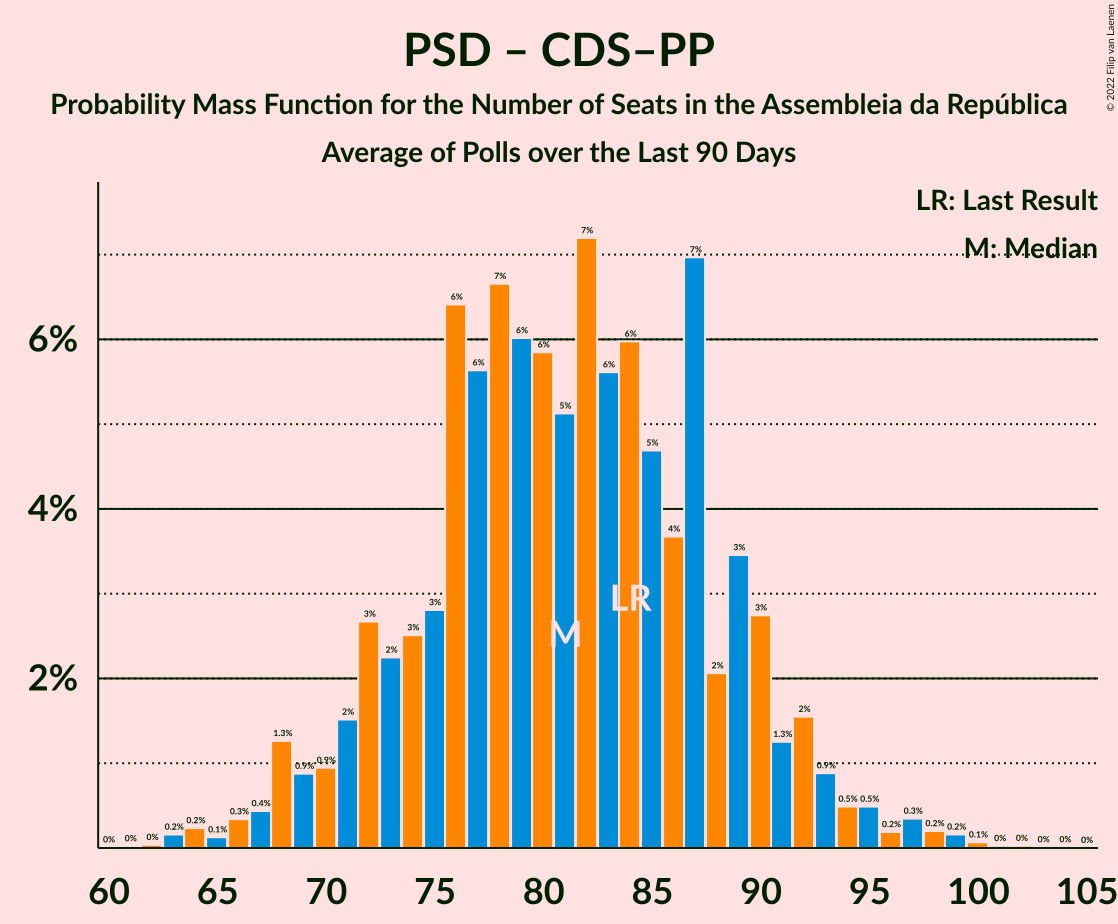 PSD – CDS–PP
Probability Mass Function for the Number of Seats in the Assembleia da República
Average of Polls over the Last 90 Days
© 2022 Filip van Laenen
LR: Last Result
M: Median
6%
4%
2%
0% 0% 0% 0.2% 0.2% 0.1% 0.3% 0.4% 1.3% 0.9% 0.9% 2% 3% 2% 3% 3% 6% 6% 7% 6% 6% 5% 7% 6% 6% 5% 4% 7% 2% 3% 3% 1.3% 2% 0.9% 0.5% 0.5% 0.2% 0.3% 0.2% 0.2% 0.1% 0% 0% 0% 0% 0%
LR
M
60 65 70 75 80 85 90 95 100 105